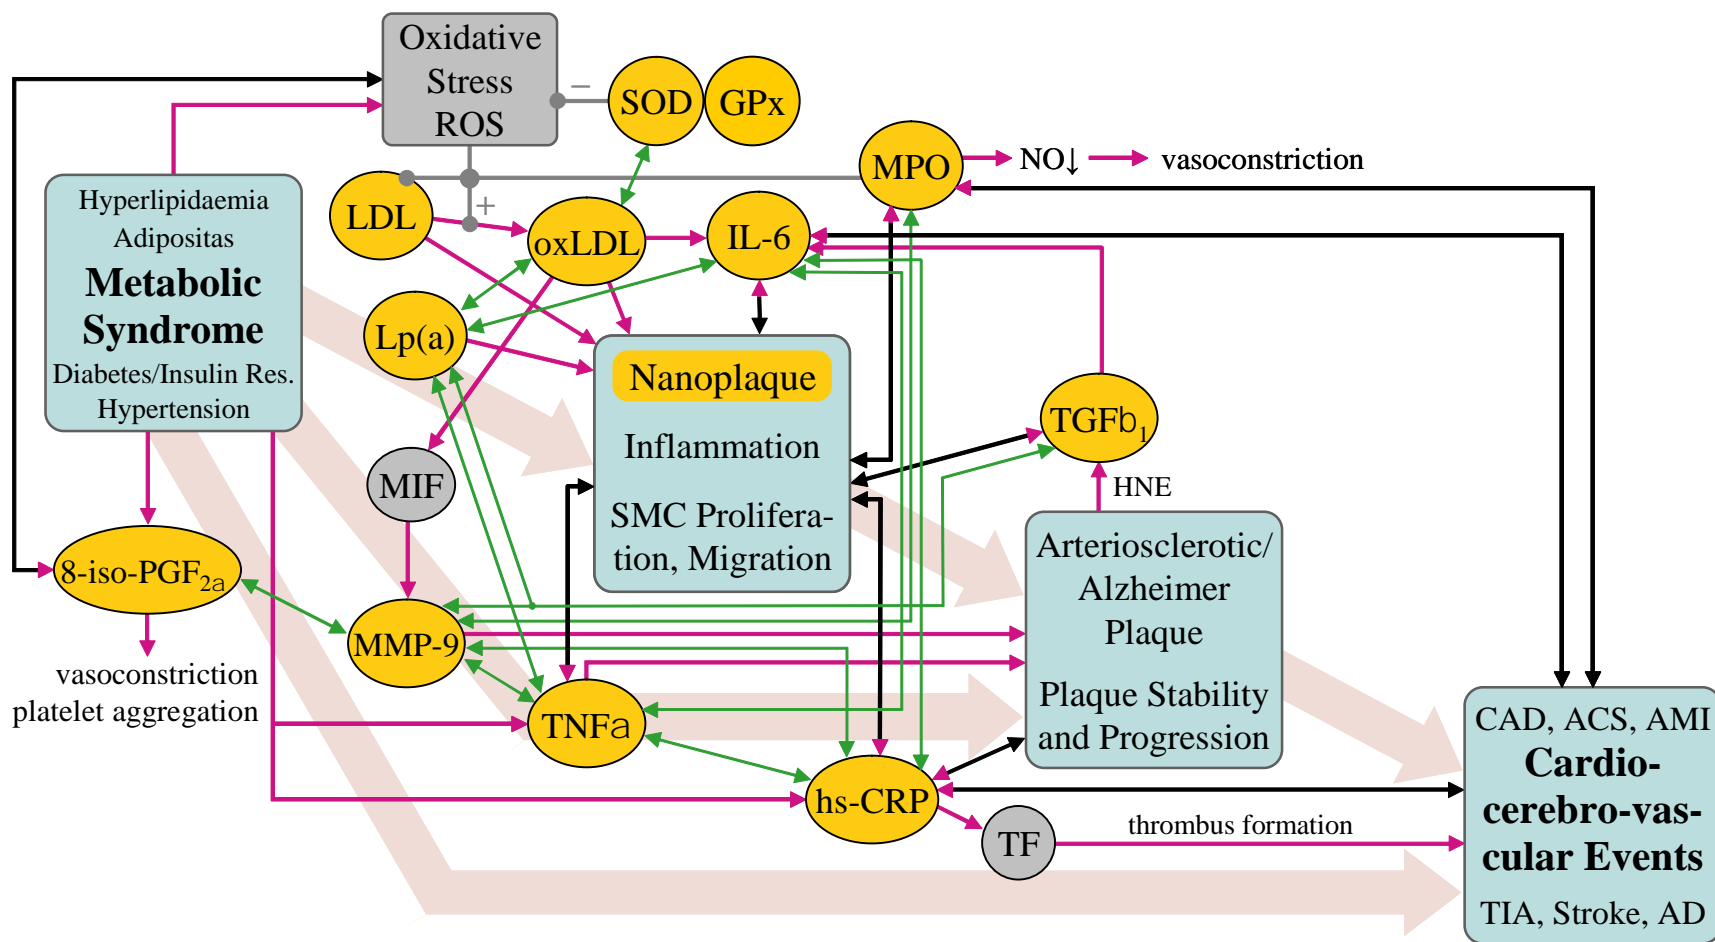 Oxidative
Stress
ROS
−
SOD
GPx
MPO
NO↓
vasoconstriction
Hyperlipidaemia
Adipositas
Metabolic
Syndrome
Diabetes/Insulin Res.
Hypertension
LDL
+
oxLDL
IL-6
Lp(a)
Nanoplaque
Inflammation
SMC Prolifera-
tion, Migration
TGFb1
HNE
MIF
Arteriosclerotic/
Alzheimer
Plaque
Plaque Stability
and Progression
8-iso-PGF2a
vasoconstriction
platelet aggregation
MMP-9
TNFa
hs-CRP
TF
thrombus formation
CAD, ACS, AMI
Cardio-
cerebro-vas-
cular Events
TIA, Stroke, AD